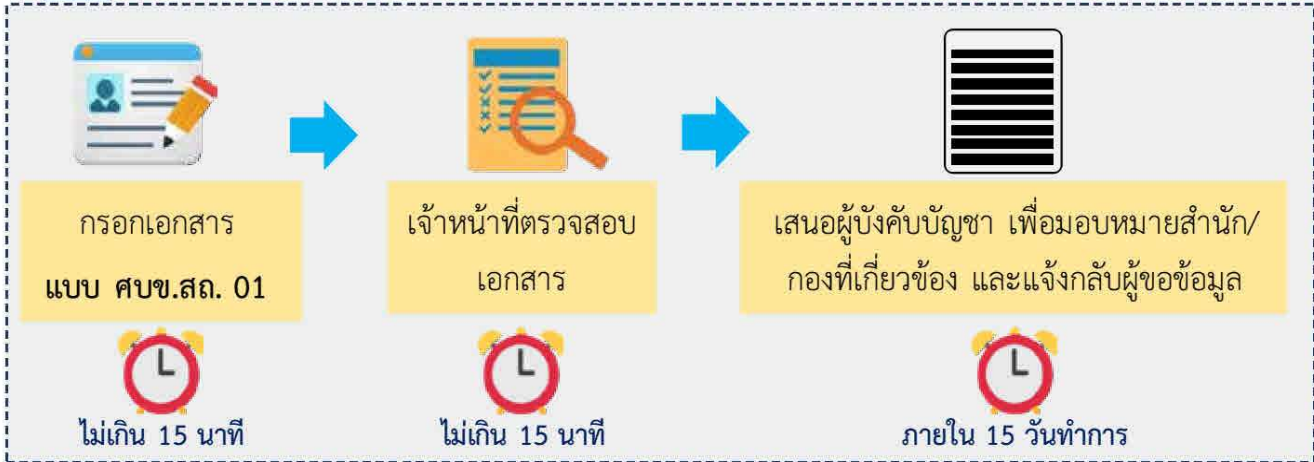 กรอกเอกสาร
แบบ ศบข.สถ. 01
ไม่เกิน 15 นาที
เจ้าหน้าที่ตรวจสอบ
เอกสาร
ไม่เกิน 15 นาที
เสนอผู้บังคับบัญชา เพื่อมอบหมายสำนัก/
กองที่เกี่ยวข้อง และแจ้งกลับผู้ขอข้อมูล
ภายใน 15 วันทำการ